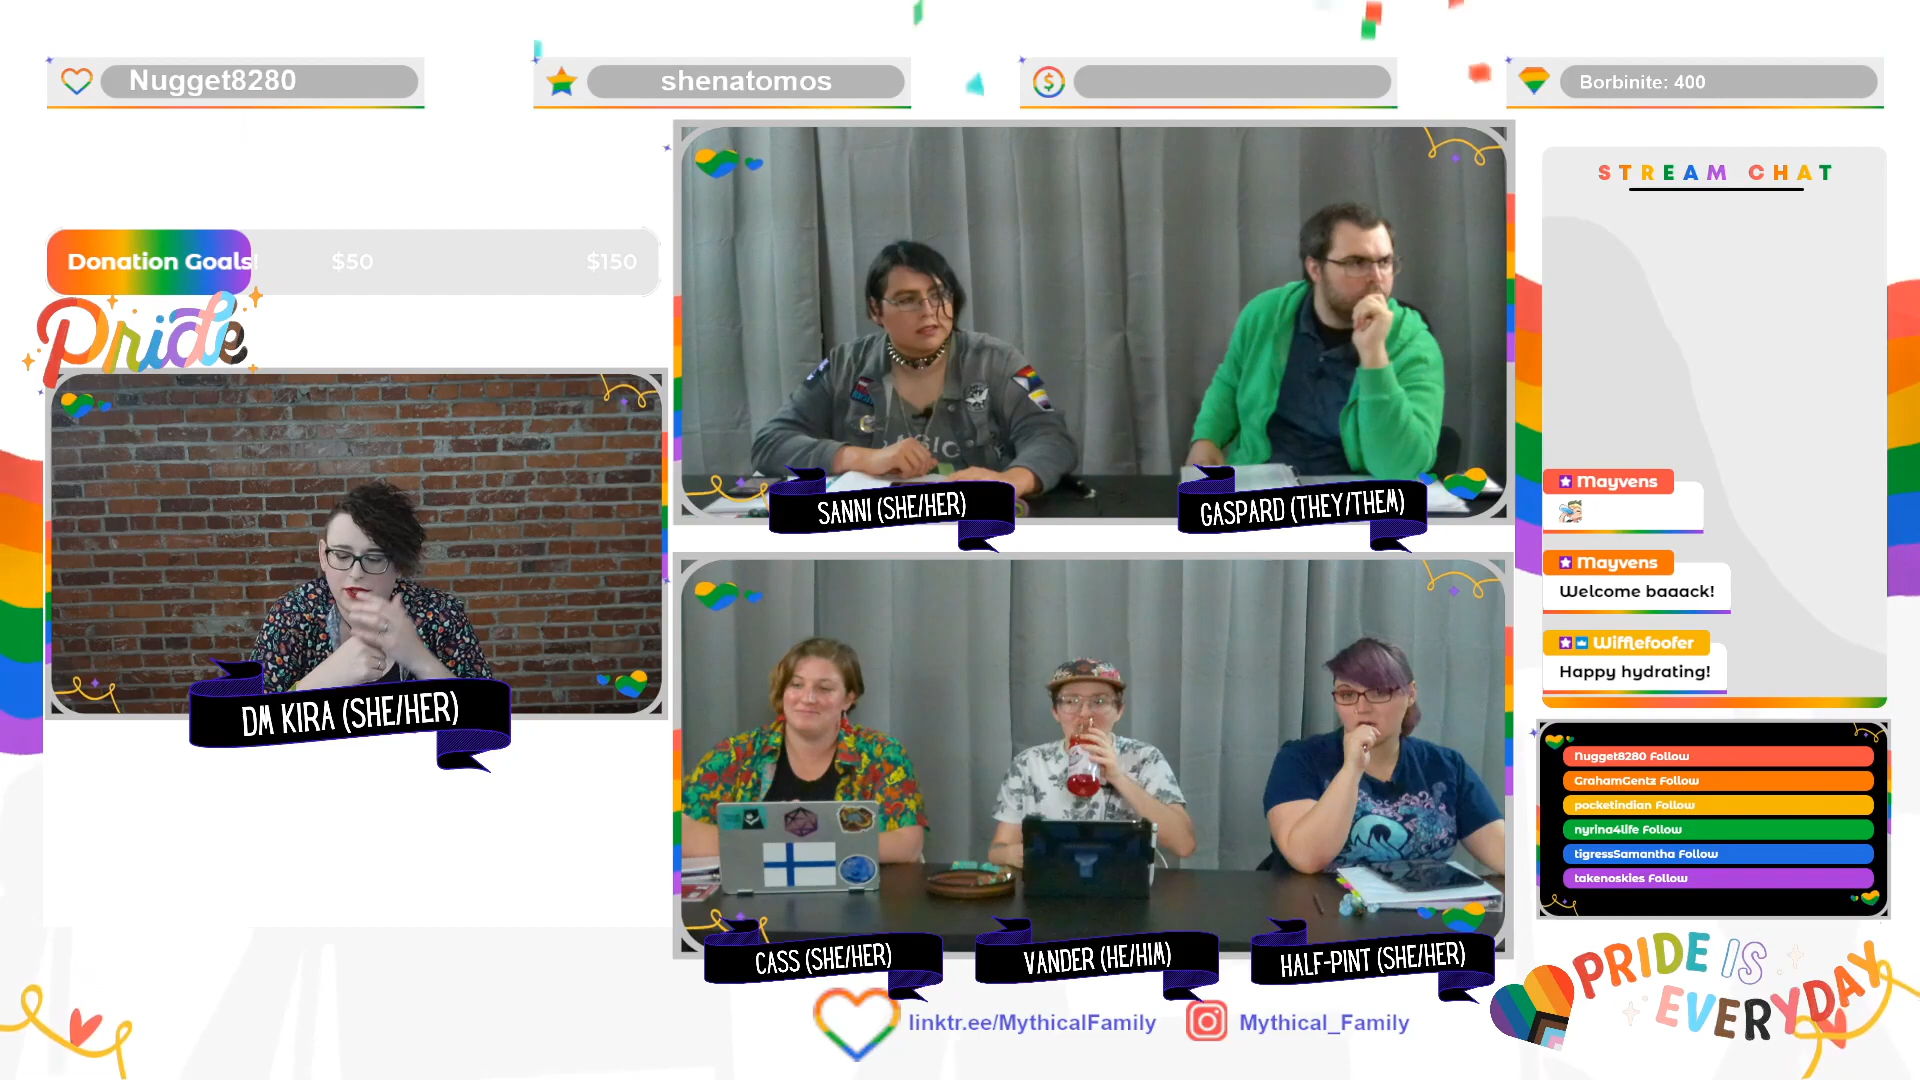 Nugget8280
shenatomos
Borbinite: 400
STREAM CHAT
Donation Goals!
$50
$150
Pride
DM KIRA (SHE/HER)
SANNI (SHE/HER)
GASPARD (THEY/THEM)
CASS (SHE/HER)
VANDER (HE/HIM)
HALF-PINT (SHE/HER)
Mayvens
Mayvens
Welcome baaack!
Wifflefoofer
Happy hydrating!
Nugget8280 Follow
GrahamGentz Follow
pocketindian Follow
nyrina4life Follow
tigressSamantha Follow
takenoskies Follow
linktr.ee/MythicalFamily
Mythical_Family
PRIDE IS
EVERYDAY